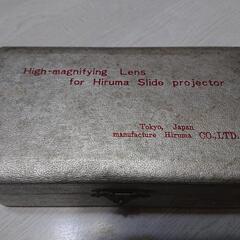 High-magnifying Lens
for Hiruma Slide projector
Tokyo, Japan
manufacture Hiruma CO.,LTD.